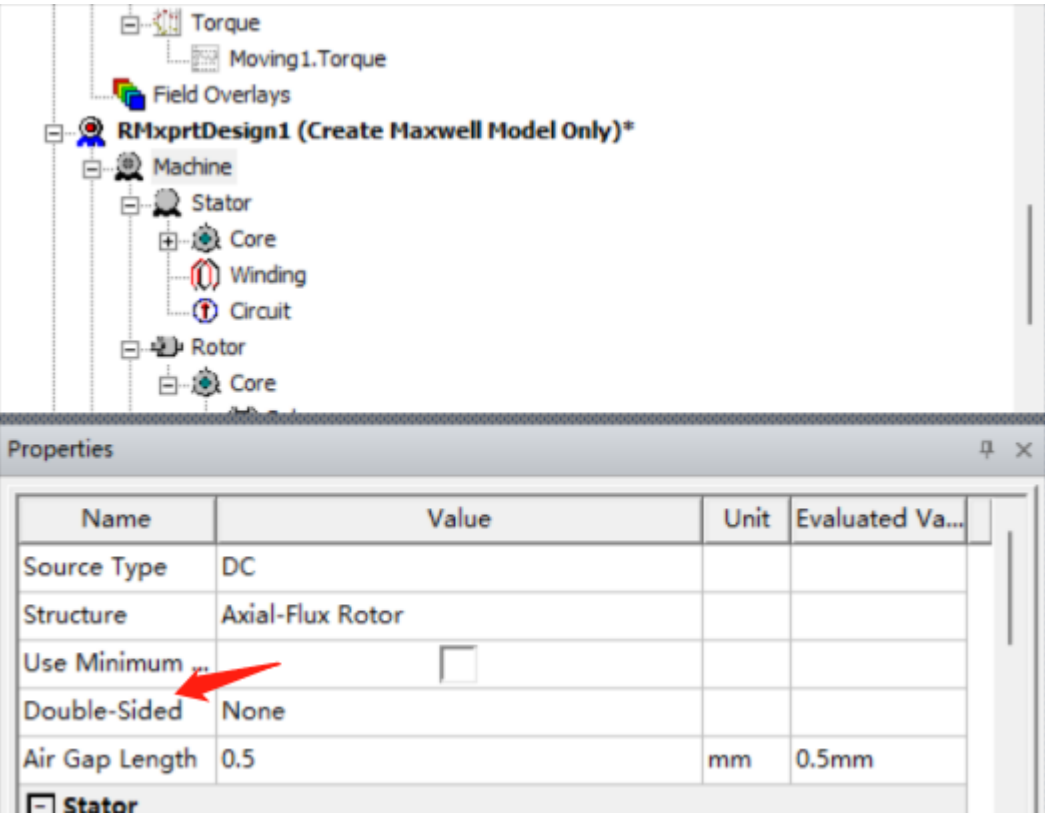 Torque
Moving1.Torque
Field Overlays
RMxprtDesign1 (Create Maxwell Model Only)*
Machine
Stator
Core
Winding
Circuit
Rotor
Core
Properties
Name Value Unit Evaluated Va...
Source Type DC
Structure Axial-Flux Rotor
Use Minimum ...
Double-Sided None
Air Gap Length 0.5 mm 0.5mm
Stator